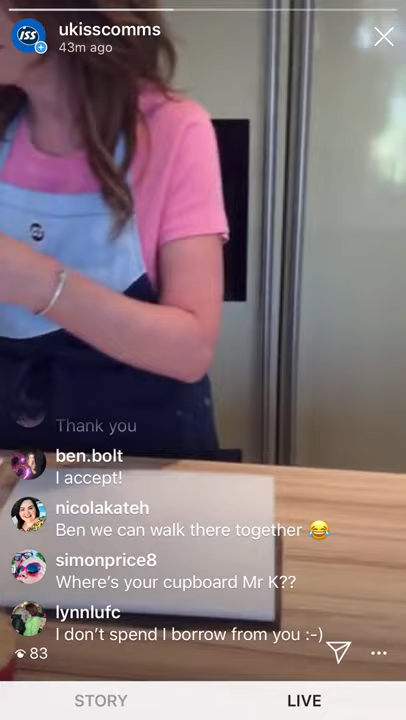 iss
ukisscomms
43m ago
Thank you
ben.bolt
I accept!
nicolakateh
Ben we can walk there together 😂
simonprice8
Where's your cupboard Mr K??
lynnlufc
I don't spend I borrow from you :-)
83
STORY
LIVE